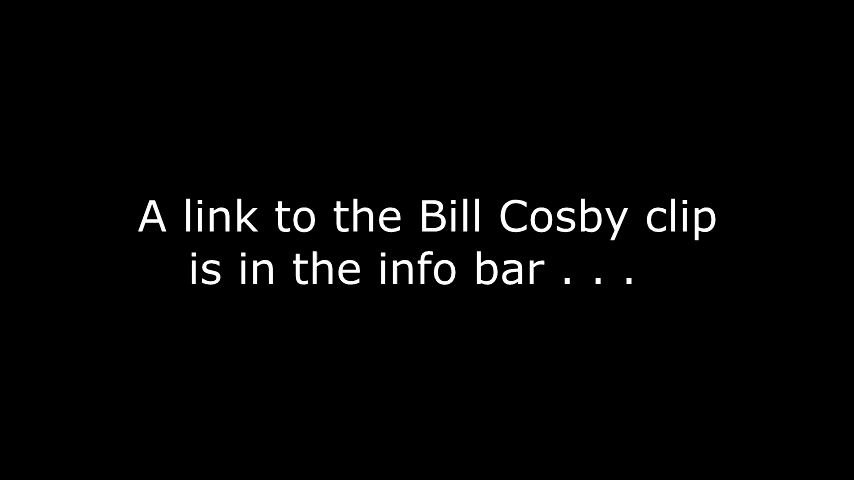 A link to the Bill Cosby clip
is in the info bar . . .